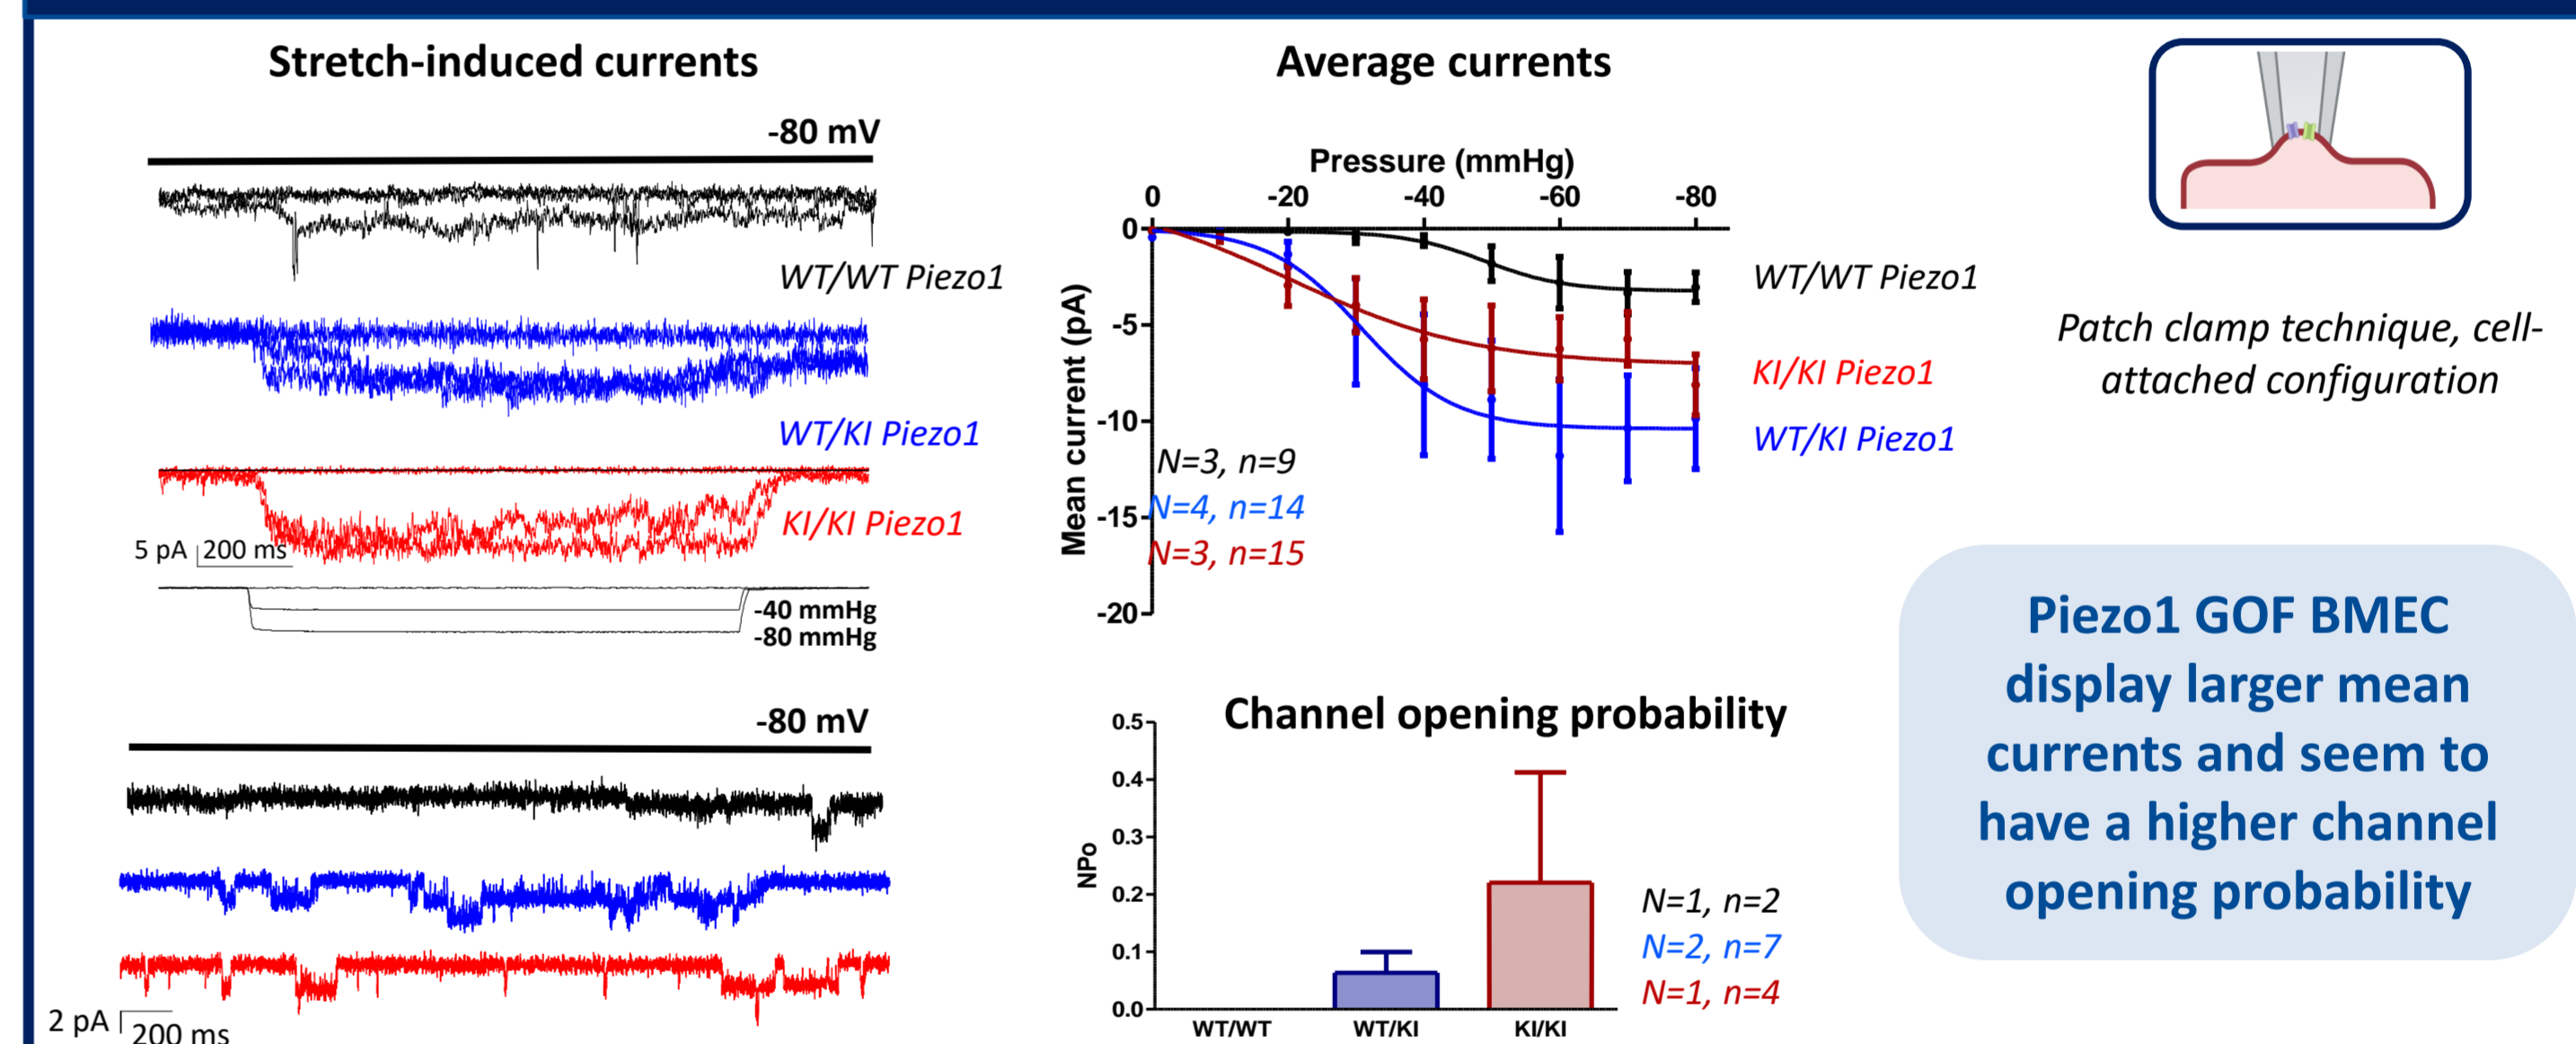 Stretch-induced currents
-80 mV
WT/WT Piezo1
WT/KI Piezo1
KI/KI Piezo1
5 pA
200 ms
-40 mmHg
-80 mmHg
-80 mV
2 pA
200 ms
Average currents
Pressure (mmHg)
0
-20
-40
-60
-80
Mean current (pA)
0
-5
-10
-15
-20
WT/WT Piezo1
KI/KI Piezo1
WT/KI Piezo1
N=3, n=9
N=4, n=14
N=3, n=15
Channel opening probability
NPo
0.5
0.4
0.3
0.2
0.1
0.0
WT/WT
WT/KI
KI/KI
N=1, n=2
N=2, n=7
N=1, n=4
Patch clamp technique, cell-
attached configuration
Piezo1 GOF BMEC
display larger mean
currents and seem to
have a higher channel
opening probability